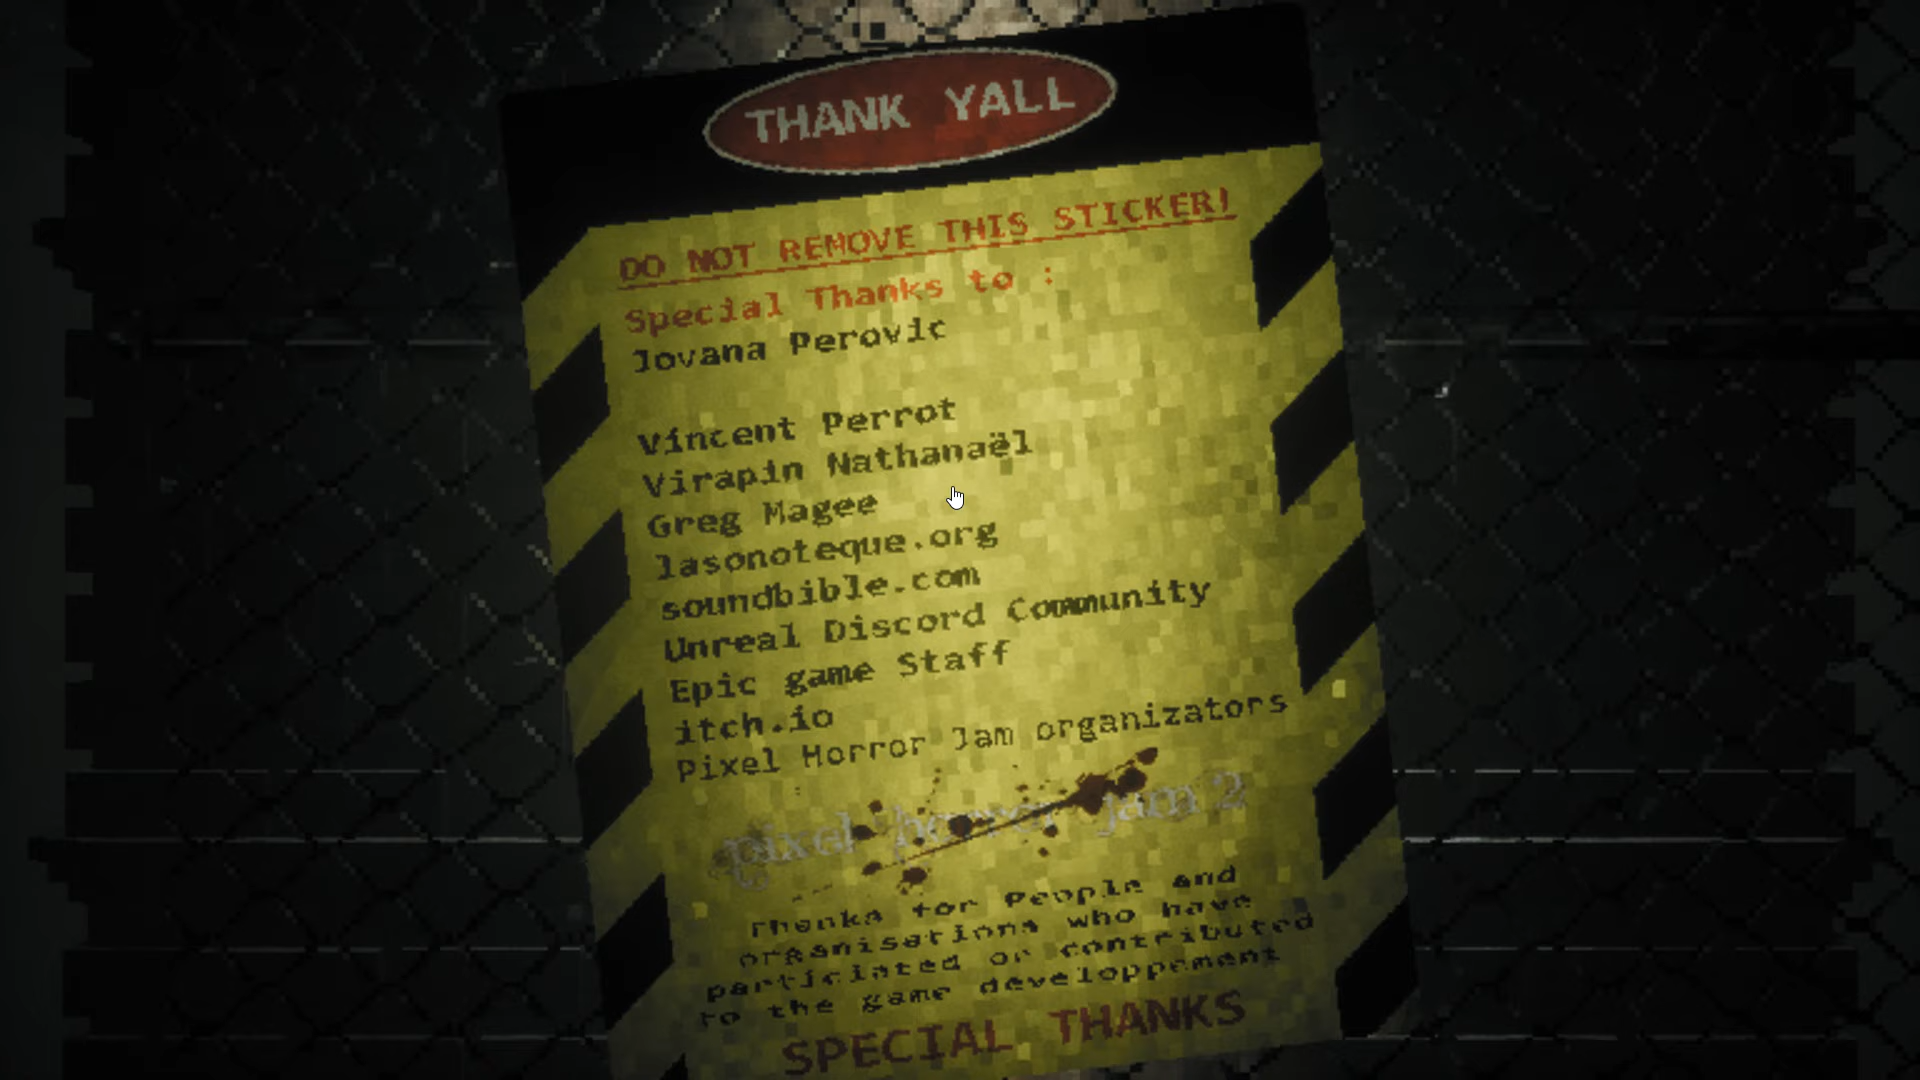 THANK YALL
DO NOT REMOVE THIS STICKER!
Special Thanks to :
Jovana Perovic
Vincent Perrot
Virapin Nathanaël
Greg Magee
lasonoteque.org
soundbible.com
Unreal Discord Community
Epic game Staff
itch.io
Pixel Horror Jam organizators
pixel horror jam 2
Thanks for People and
organisations who have
particiated or contributed
to the game developpement
SPECIAL THANKS